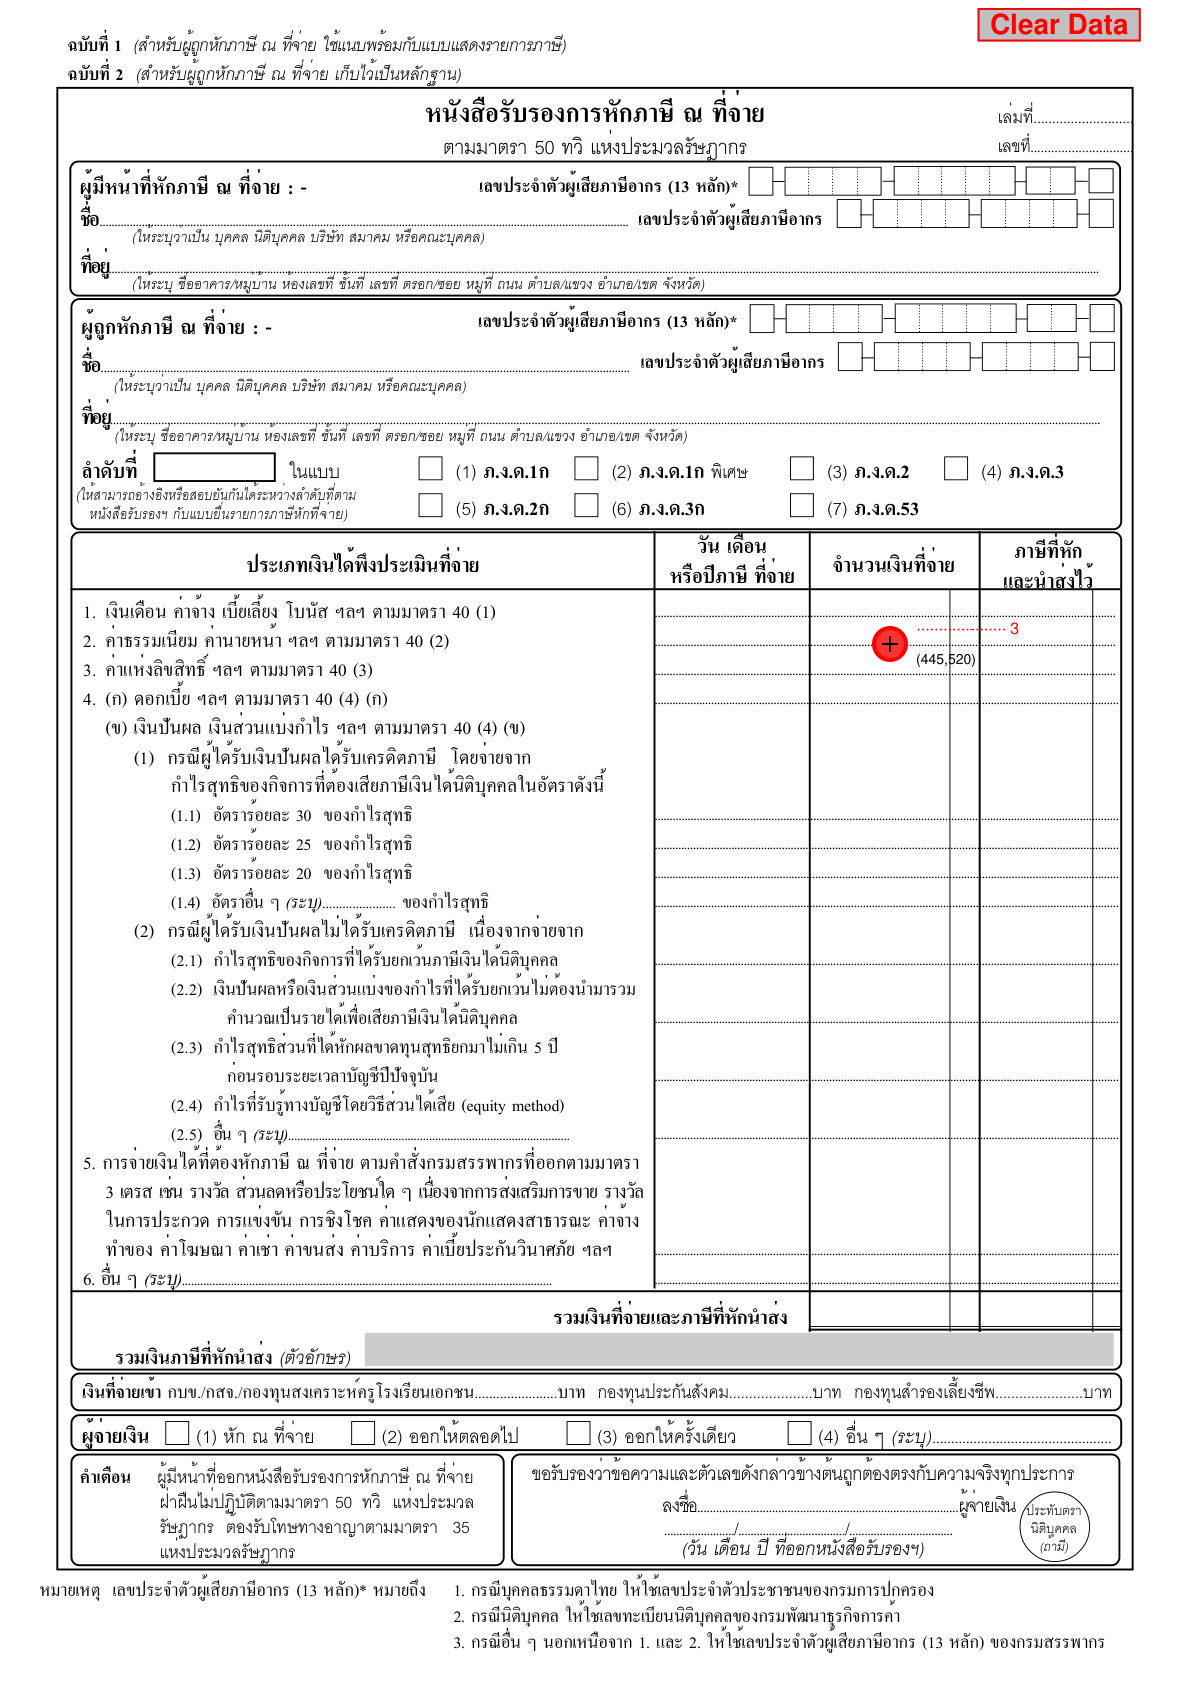 Clear Data
ฉบับที่ 1 (สำหรับผู้ถูกหักภาษี ณ ที่จ่าย ใช้แนบพร้อมกับแบบแสดงรายการภาษี)
ฉบับที่ 2 (สำหรับผู้ถูกหักภาษี ณ ที่จ่าย เก็บไว้เป็นหลักฐาน)
หนังสือรับรองการหักภาษี ณ ที่จ่าย
เล่มที่..........................
ตามมาตรา 50 ทวิ แห่งประมวลรัษฎากร
เลขที่............................
ผู้มีหน้าที่หักภาษี ณ ที่จ่าย : - เลขประจำตัวผู้เสียภาษีอากร (13 หลัก)*
ชื่อ.................... เลขประจำตัวผู้เสียภาษีอากร
(ให้ระบุว่าเป็น บุคคล นิติบุคคล บริษัท สมาคม หรือคณะบุคคล)
ที่อยู่....................
(ให้ระบุ ชื่ออาคาร/หมู่บ้าน ห้องเลขที่ ชั้นที่ เลขที่ ตรอก/ซอย หมู่ที่ ถนน ตำบล/แขวง อำเภอ/เขต จังหวัด)
ผู้ถูกหักภาษี ณ ที่จ่าย : - เลขประจำตัวผู้เสียภาษีอากร (13 หลัก)*
ชื่อ.................... เลขประจำตัวผู้เสียภาษีอากร
(ให้ระบุว่าเป็น บุคคล นิติบุคคล บริษัท สมาคม หรือคณะบุคคล)
ที่อยู่....................
(ให้ระบุ ชื่ออาคาร/หมู่บ้าน ห้องเลขที่ ชั้นที่ เลขที่ ตรอก/ซอย หมู่ที่ ถนน ตำบล/แขวง อำเภอ/เขต จังหวัด)
ลำดับที่ ในแบบ (1) ภ.ง.ด.1ก (2) ภ.ง.ด.1ก พิเศษ (3) ภ.ง.ด.2 (4) ภ.ง.ด.3
(ให้สามารถอ้างอิงหรือสอบยันกันได้ระหว่างลำดับที่ตาม
หนังสือรับรองฯ กับแบบยื่นรายการภาษีหักที่จ่าย)
(5) ภ.ง.ด.2ก (6) ภ.ง.ด.3ก (7) ภ.ง.ด.53
ประเภทเงินได้พึงประเมินที่จ่าย
วัน เดือน
หรือปีภาษี ที่จ่าย
จำนวนเงินที่จ่าย
ภาษีที่หัก
และนำส่งไว้
1. เงินเดือน ค่าจ้าง เบี้ยเลี้ยง โบนัส ฯลฯ ตามมาตรา 40 (1)
3
2. ค่าธรรมเนียม ค่านายหน้า ฯลฯ ตามมาตรา 40 (2)
(445,520)
3. ค่าแห่งลิขสิทธิ์ ฯลฯ ตามมาตรา 40 (3)
4. (ก) ดอกเบี้ย ฯลฯ ตามมาตรา 40 (4) (ก)
(ข) เงินปันผล เงินส่วนแบ่งกำไร ฯลฯ ตามมาตรา 40 (4) (ข)
(1) กรณีผู้ได้รับเงินปันผลได้รับเครดิตภาษี โดยจ่ายจาก
กำไรสุทธิของกิจการที่ต้องเสียภาษีเงินได้นิติบุคคลในอัตราดังนี้
(1.1) อัตราร้อยละ 30 ของกำไรสุทธิ
(1.2) อัตราร้อยละ 25 ของกำไรสุทธิ
(1.3) อัตราร้อยละ 20 ของกำไรสุทธิ
(1.4) อัตราอื่น ๆ (ระบุ)...................... ของกำไรสุทธิ
(2) กรณีผู้ได้รับเงินปันผลไม่ได้รับเครดิตภาษี เนื่องจากจ่ายจาก
(2.1) กำไรสุทธิของกิจการที่ได้รับยกเว้นภาษีเงินได้นิติบุคคล
(2.2) เงินปันผลหรือเงินส่วนแบ่งของกำไรที่ได้รับยกเว้นไม่ต้องนำมารวม
คำนวณเป็นรายได้เพื่อเสียภาษีเงินได้นิติบุคคล
(2.3) กำไรสุทธิส่วนที่ได้หักผลขาดทุนสุทธิยกมาไม่เกิน 5 ปี
ก่อนรอบระยะเวลาบัญชีปีปัจจุบัน
(2.4) กำไรที่รับรู้ทางบัญชีโดยวิธีส่วนได้เสีย (equity method)
(2.5) อื่น ๆ (ระบุ)....................
5. การจ่ายเงินได้ที่ต้องหักภาษี ณ ที่จ่าย ตามคำสั่งกรมสรรพากรที่ออกตามมาตรา
3 เตรส เช่น รางวัล ส่วนลดหรือประโยชน์ใด ๆ เนื่องจากการส่งเสริมการขาย รางวัล
ในการประกวด การแข่งขัน การชิงโชค ค่าแสดงของนักแสดงสาธารณะ ค่าจ้าง
ทำของ ค่าโฆษณา ค่าเช่า ค่าขนส่ง ค่าบริการ ค่าเบี้ยประกันวินาศภัย ฯลฯ
6. อื่น ๆ (ระบุ)....................
รวมเงินที่จ่ายและภาษีที่หักนำส่ง
รวมเงินภาษีที่หักนำส่ง (ตัวอักษร)
เงินที่จ่ายเข้า กบข./กสจ./กองทุนสงเคราะห์ครูโรงเรียนเอกชน....................บาท กองทุนประกันสังคม....................บาท กองทุนสำรองเลี้ยงชีพ....................บาท
ผู้จ่ายเงิน (1) หัก ณ ที่จ่าย (2) ออกให้ตลอดไป (3) ออกให้ครั้งเดียว (4) อื่น ๆ (ระบุ)....................
คำเตือน ผู้มีหน้าที่ออกหนังสือรับรองการหักภาษี ณ ที่จ่าย
ฝ่าฝืนไม่ปฏิบัติตามมาตรา 50 ทวิ แห่งประมวล
รัษฎากร ต้องรับโทษทางอาญาตามมาตรา 35
แห่งประมวลรัษฎากร
ขอรับรองว่าข้อความและตัวเลขดังกล่าวข้างต้นถูกต้องตรงกับความจริงทุกประการ
ลงชื่อ....................ผู้จ่ายเงิน
..................../..................../....................
(วัน เดือน ปี ที่ออกหนังสือรับรองฯ)
ประทับตรา
นิติบุคคล
(ถ้ามี)
หมายเหตุ เลขประจำตัวผู้เสียภาษีอากร (13 หลัก)* หมายถึง 1. กรณีบุคคลธรรมดาไทย ให้ใช้เลขประจำตัวประชาชนของกรมการปกครอง
2. กรณีนิติบุคคล ให้ใช้เลขทะเบียนนิติบุคคลของกรมพัฒนาธุรกิจการค้า
3. กรณีอื่น ๆ นอกเหนือจาก 1. และ 2. ให้ใช้เลขประจำตัวผู้เสียภาษีอากร (13 หลัก) ของกรมสรรพากร